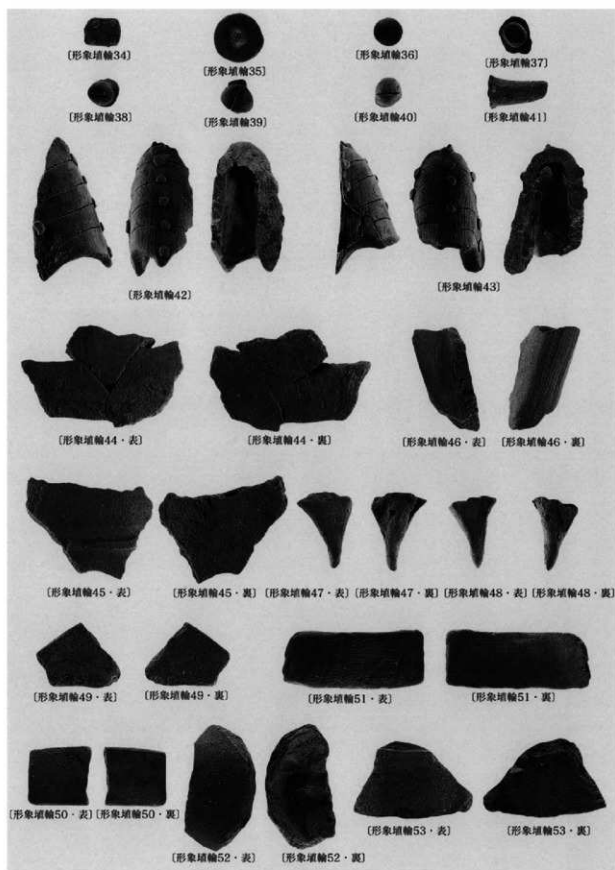 〔形象埴輪34〕
〔形象埴輪35〕
〔形象埴輪36〕
〔形象埴輪37〕
〔形象埴輪38〕
〔形象埴輪39〕
〔形象埴輪40〕
〔形象埴輪41〕
〔形象埴輪42〕
〔形象埴輪43〕
〔形象埴輪44・表〕
〔形象埴輪44・裏〕
〔形象埴輪46・表〕
〔形象埴輪46・裏〕
〔形象埴輪45・表〕
〔形象埴輪45・裏〕
〔形象埴輪47・表〕
〔形象埴輪47・裏〕
〔形象埴輪48・表〕
〔形象埴輪48・裏〕
〔形象埴輪49・表〕
〔形象埴輪49・裏〕
〔形象埴輪51・表〕
〔形象埴輪51・裏〕
〔形象埴輪50・表〕
〔形象埴輪50・裏〕
〔形象埴輪52・表〕
〔形象埴輪52・裏〕
〔形象埴輪53・表〕
〔形象埴輪53・裏〕